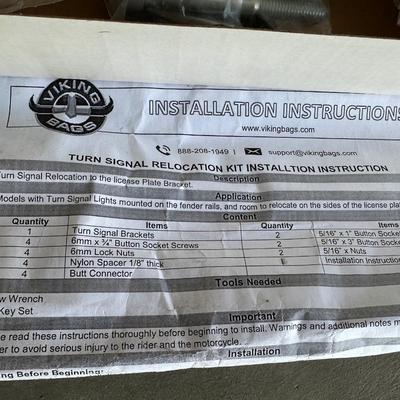 VIKING
BAGS
INSTALLATION INSTRUCTIONS
www.vikingbags.com
888-208-1949 | support@vikingbags.com
TURN SIGNAL RELOCATION KIT INSTALLTION INSTRUCTION
Description
Turn Signal Relocation to the license Plate Bracket.
Application
Models with Turn Signal Lights mounted on the fender rails, and room to relocate on the sides of the license plat
Content
Quantity Items Quantity Items
1 Turn Signal Brackets 2 5/16" x 1" Button Socket
4 6mm x ¾" Button Socket Screws 2 5/16" x 3" Button Socket
4 6mm Lock Nuts 2 5/16" x Nuts
4 Nylon Spacer 1/8" thick 1 Installation Instruction
4 Butt Connector
Tools Needed
w Wrench
Key Set
Important
e read these instructions thoroughly before beginning to install. Warnings and additional notes m
er to avoid serious injury to the rider and the motorcycle.
Installation
ing Before Beginning: